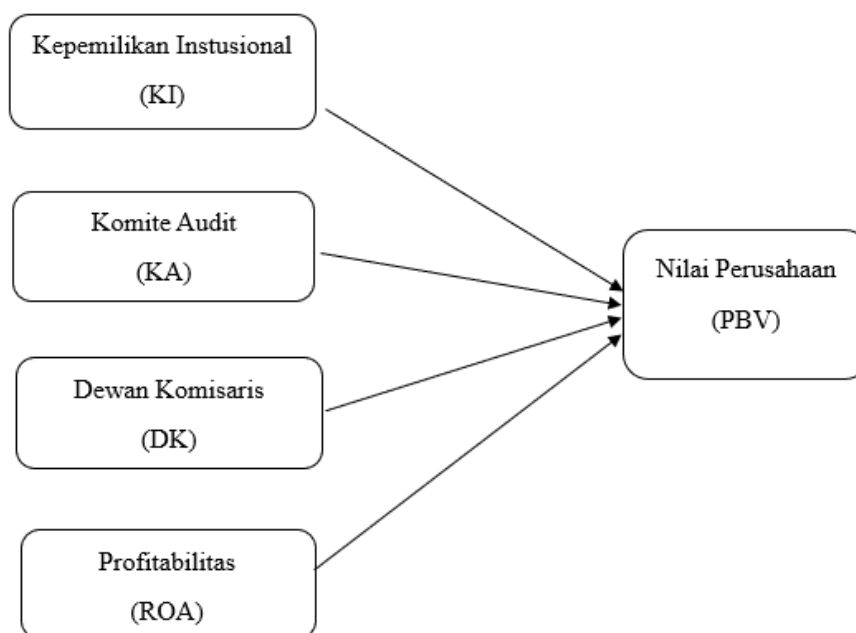 Kepemilikan Instusional
(KI)
Komite Audit
(KA)
Dewan Komisaris
(DK)
Profitabilitas
(ROA)
Nilai Perusahaan
(PBV)